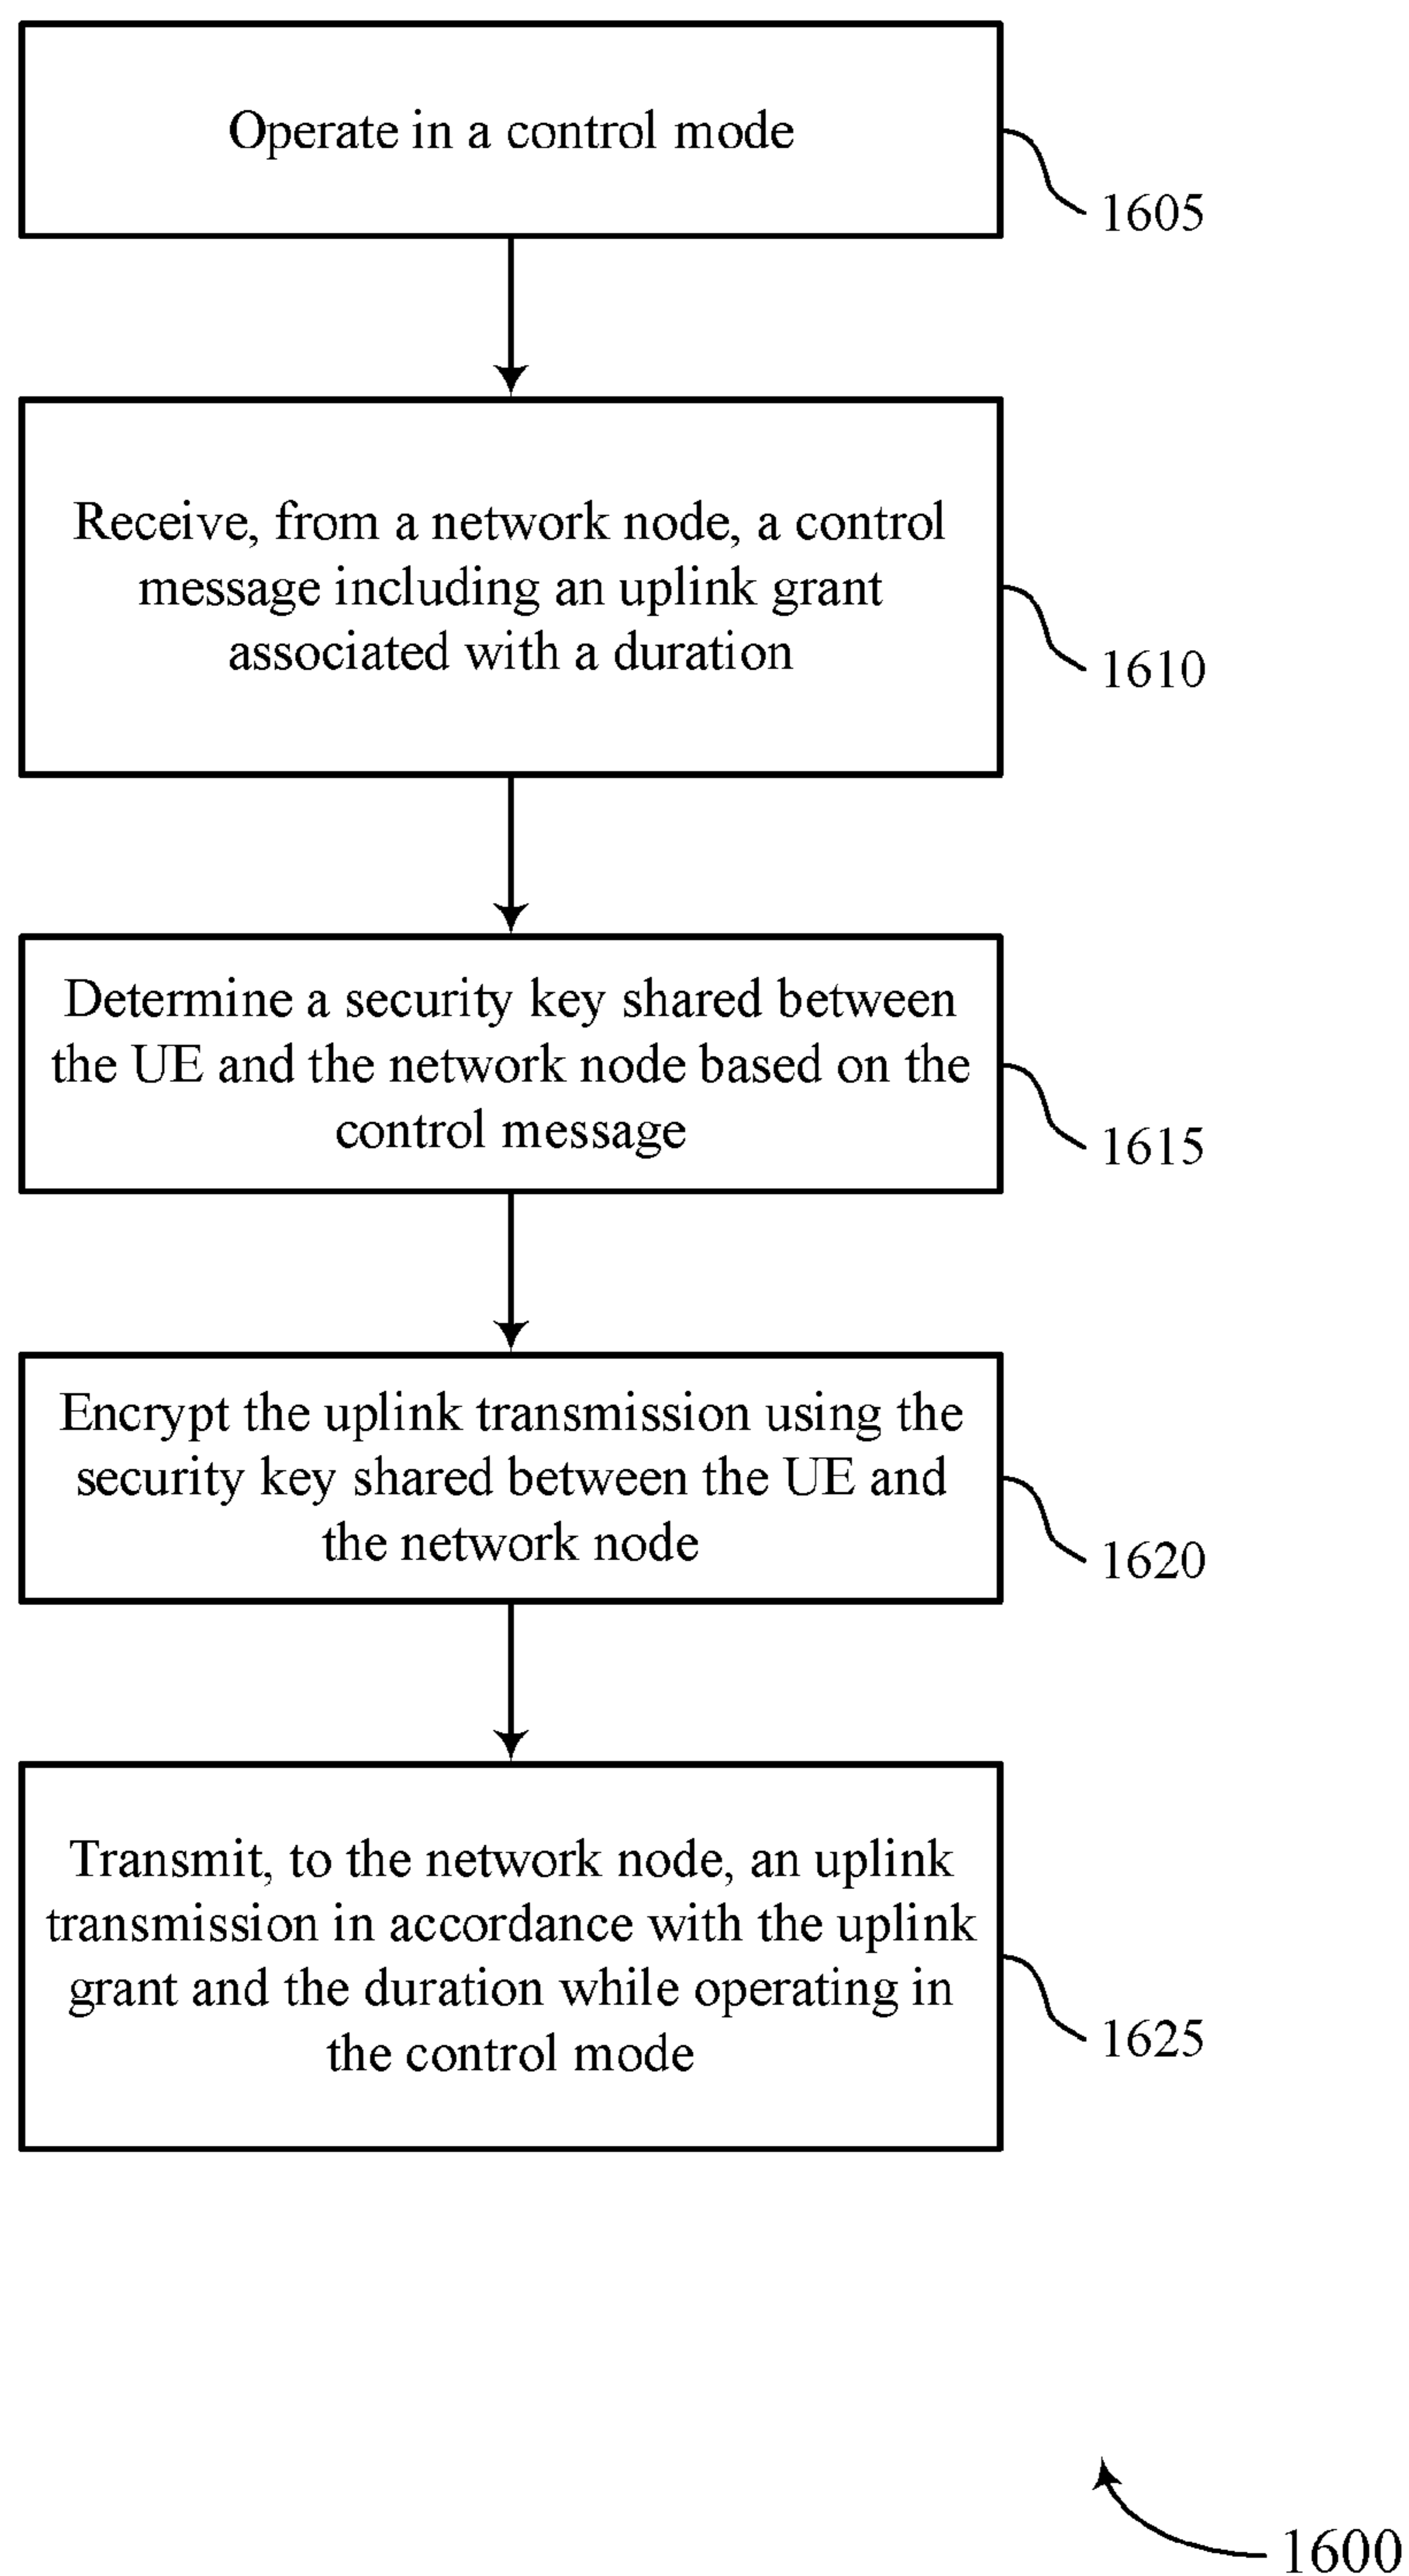 Operate in a control mode
1605
Receive, from a network node, a control
message including an uplink grant
associated with a duration
1610
Determine a security key shared between
the UE and the network node based on the
control message
1615
Encrypt the uplink transmission using the
security key shared between the UE and
the network node
1620
Transmit, to the network node, an uplink
transmission in accordance with the uplink
grant and the duration while operating in
the control mode
1625
1600